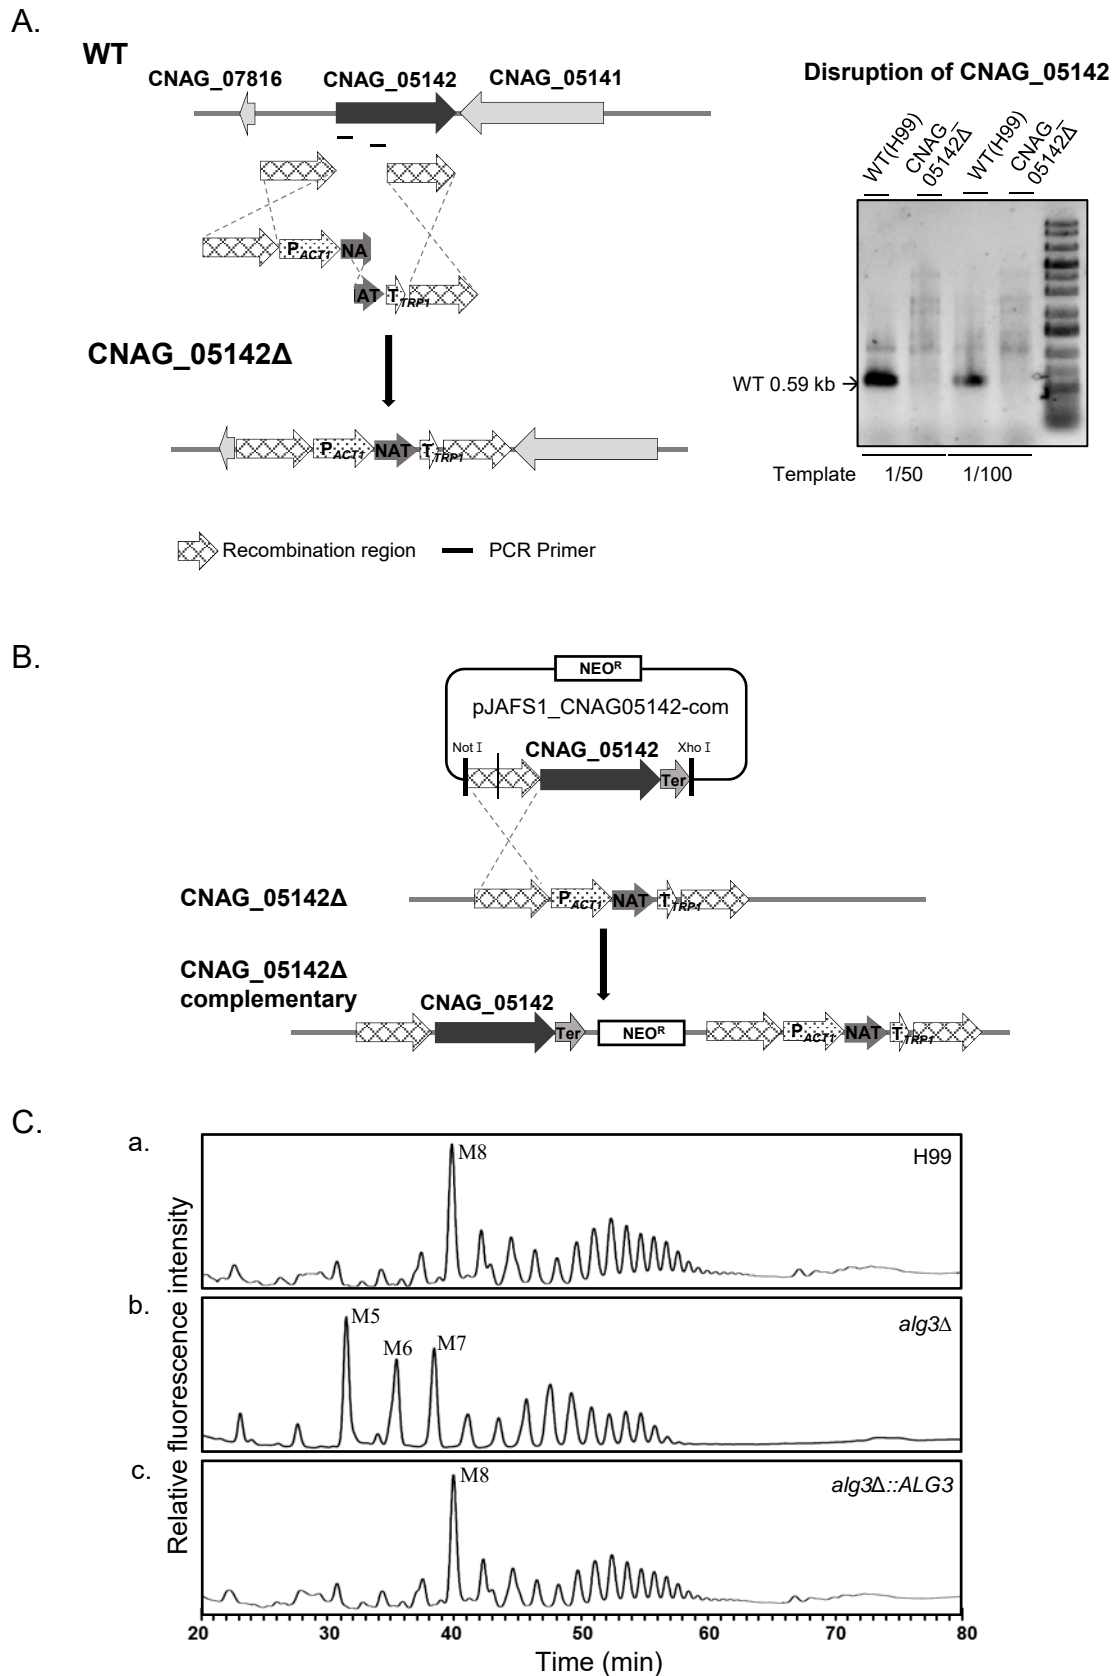 A.
WT
CNAG_07816 CNAG_05142 CNAG_05141
P ACT1 NA
AT T TRP1
CNAG_05142Δ
P ACT1 NAT T TRP1
Recombination region PCR Primer
Disruption of CNAG_05142
WT(H99) CNAG_05142Δ WT(H99) CNAG_05142Δ
WT 0.59 kb →
Template 1/50 1/100
B.
NEOᴿ
pJAFS1_CNAG05142-com
Not Ⅰ CNAG_05142 Xho Ⅰ
Ter
CNAG_05142Δ
P ACT1 NAT T TRP1
CNAG_05142Δ
complementary
CNAG_05142
Ter NEOᴿ P ACT1 NAT T TRP1
C.
Relative fluorescence intensity
a.
M8
H99
b.
M5 M6 M7
alg3Δ
c.
M8
alg3Δ::ALG3
20 30 40 50 60 70 80
Time (min)